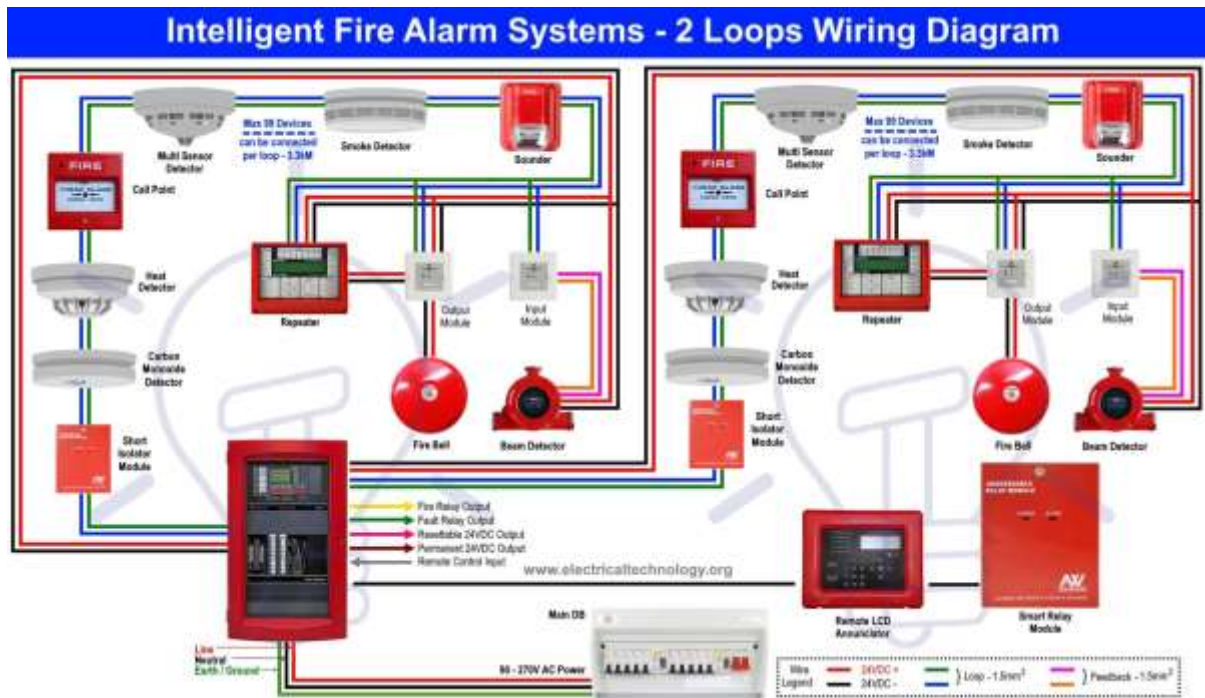 Intelligent Fire Alarm Systems - 2 Loops Wiring Diagram
Multi Sensor
Detector
Max 99 Devices
can be connected
per loop - 3.3kM
Smoke Detector
Sounder
FIRE
Call Point
Heat
Detector
Repeater
Output
Module
Input
Module
Carbon
Monoxide
Detector
Short
Isolator
Module
Fire Bell
Beam Detector
Multi Sensor
Detector
Max 99 Devices
can be connected
per loop - 3.3kM
Smoke Detector
Sounder
FIRE
Call Point
Heat
Detector
Repeater
Output
Module
Input
Module
Carbon
Monoxide
Detector
Short
Isolator
Module
Fire Bell
Beam Detector
Fire Relay Output
Fault Relay Output
Resettable 24VDC Output
Permanent 24VDC Output
Remote Control Input
www.electricaltechnology.org
Remote LCD
Annunciator
ADDRESSABLE
RELAY MODULE
AW
Smart Relay
Module
Main DB
Line
Neutral
Earth / Ground
90 - 270V AC Power
Wire
Legend
24VDC +
24VDC -
Loop - 1.5mm²
Feedback - 1.5mm²